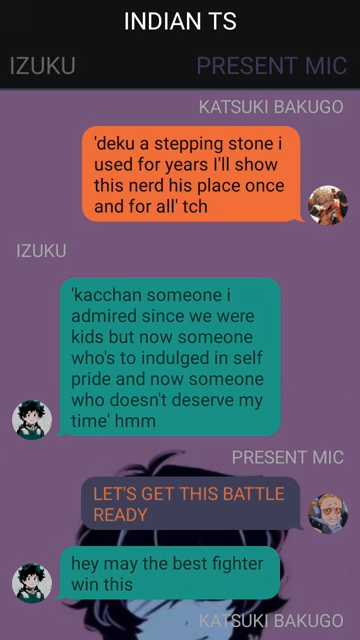 INDIAN TS
IZUKU
PRESENT MIC
KATSUKI BAKUGO
'deku a stepping stone i
used for years I'll show
this nerd his place once
and for all' tch
IZUKU
'kacchan someone i
admired since we were
kids but now someone
who's to indulged in self
pride and now someone
who doesn't deserve my
time' hmm
PRESENT MIC
LET'S GET THIS BATTLE
READY
hey may the best fighter
win this
KATSUKI BAKUGO